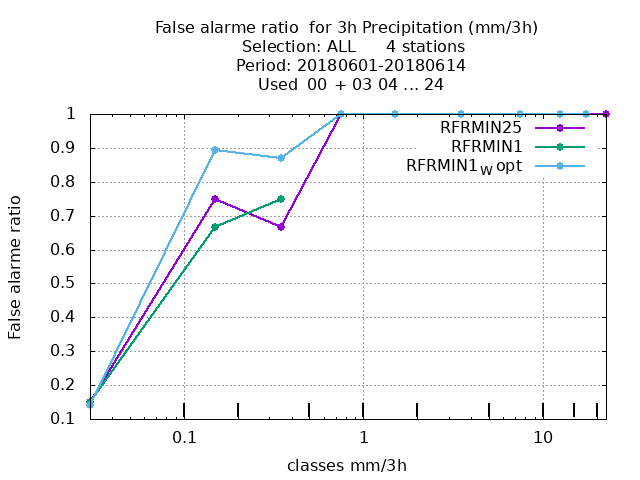 False alarme ratio  for 3h Precipitation (mm/3h)
Selection: ALL      4 stations
Period: 20180601-20180614
Used  00  + 03 04 ... 24
RFRMIN25
RFRMIN1
RFRMIN1W opt
False alarme ratio
1
0.9
0.8
0.7
0.6
0.5
0.4
0.3
0.2
0.1
0.1 1 10
classes mm/3h